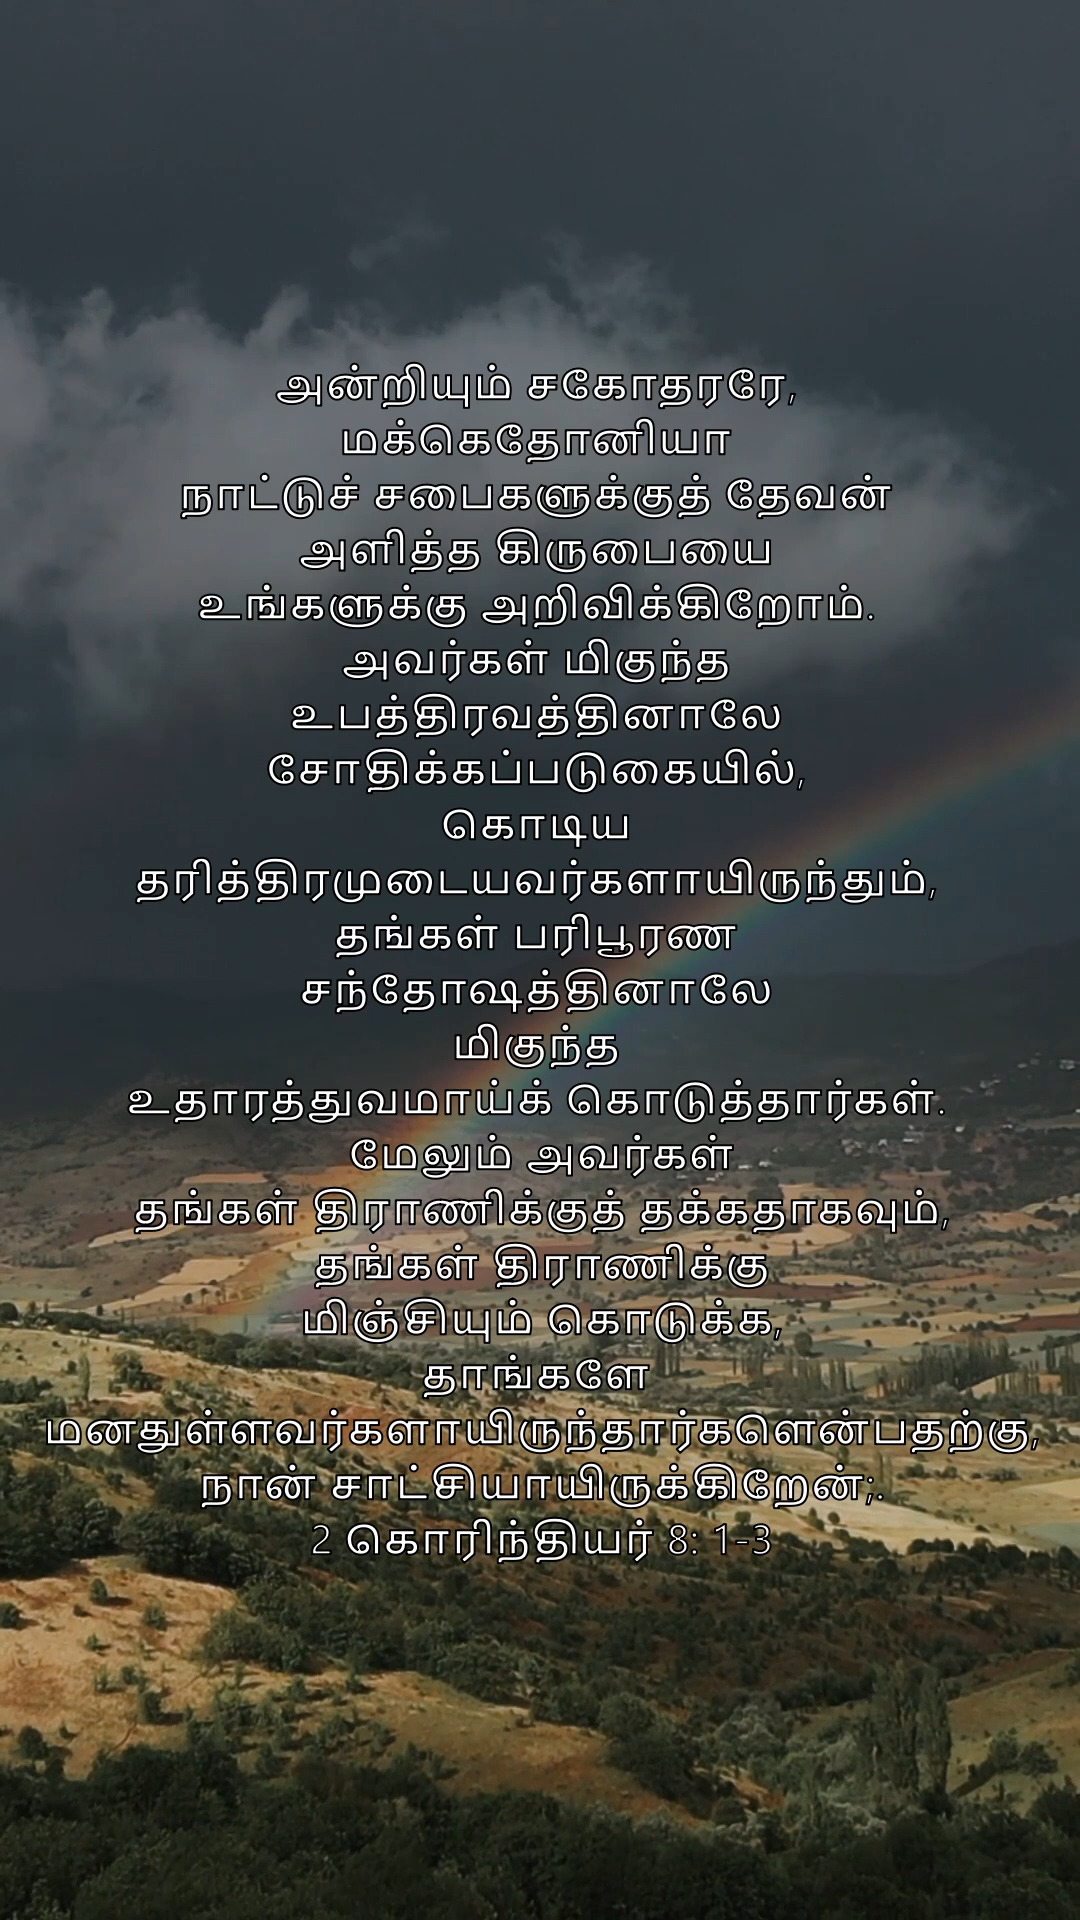 அன்றியும் சகோதரரே,
மக்கெதோனியா
நாட்டுச் சபைகளுக்குத் தேவன்
அளித்த கிருபையை
உங்களுக்கு அறிவிக்கிறோம்.
அவர்கள் மிகுந்த
உபத்திரவத்தினாலே
சோதிக்கப்படுகையில்,
கொடிய
தரித்திரமுடையவர்களாயிருந்தும்,
தங்கள் பரிபூரண
சந்தோஷத்தினாலே
மிகுந்த
உதாரத்துவமாய்க் கொடுத்தார்கள்.
மேலும் அவர்கள்
தங்கள் திராணிக்குத் தக்கதாகவும்,
தங்கள் திராணிக்கு
மிஞ்சியும் கொடுக்க,
தாங்களே
மனதுள்ளவர்களாயிருந்தார்களென்பதற்கு,
நான் சாட்சியாயிருக்கிறேன்;.
2 கொரிந்தியர் 8: 1-3